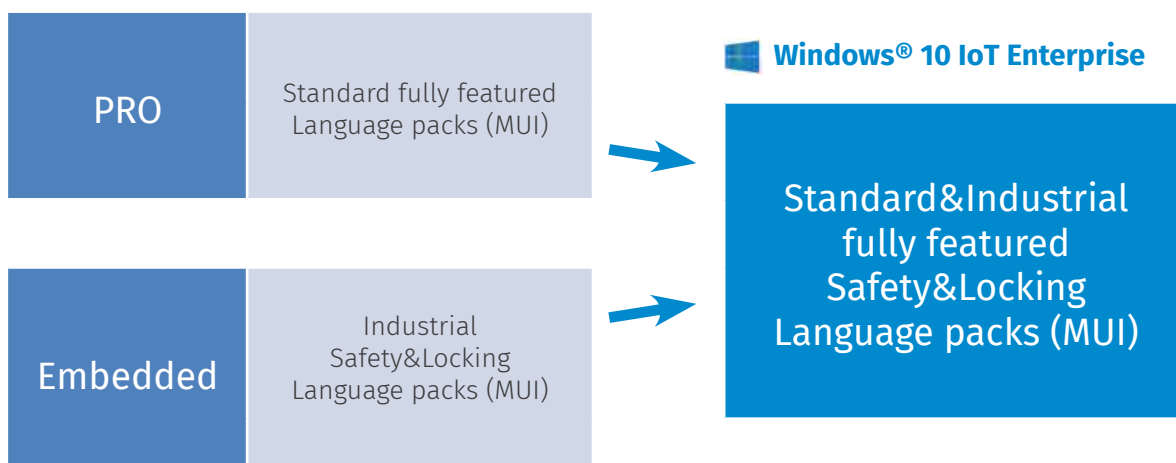 PRO
Standard fully featured
Language packs (MUI)
Embedded
Industrial
Safety&Locking
Language packs (MUI)
Windows® 10 IoT Enterprise
Standard&Industrial
fully featured
Safety&Locking
Language packs (MUI)